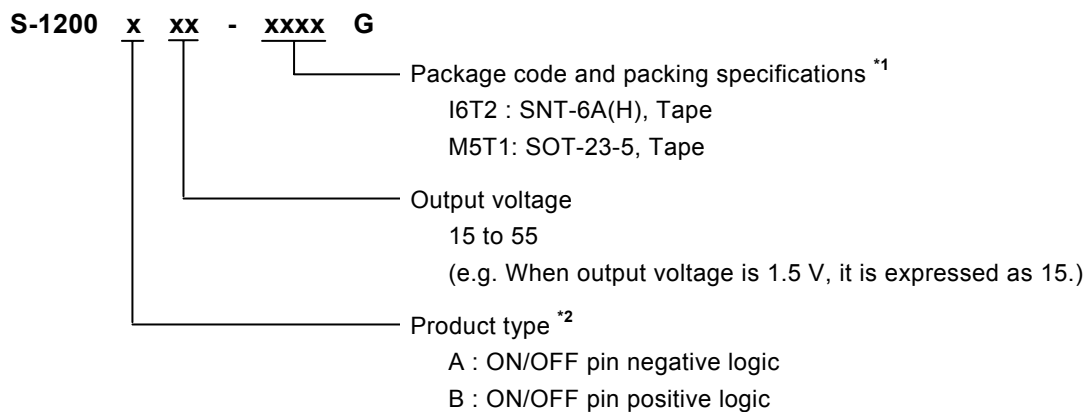 S-1200 x xx - xxxx G
Package code and packing specifications *1
I6T2 : SNT-6A(H), Tape
M5T1: SOT-23-5, Tape
Output voltage
15 to 55
(e.g. When output voltage is 1.5 V, it is expressed as 15.)
Product type *2
A : ON/OFF pin negative logic
B : ON/OFF pin positive logic